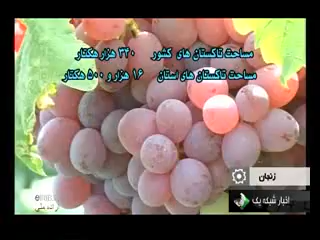 مساحت تاکستان های کشور ۳۲۰ هزار هکتار
مساحت تاکستان های استان ۱۶ هزار و ۵۰۰ هکتار
زنجان
اخبار شبکه یک